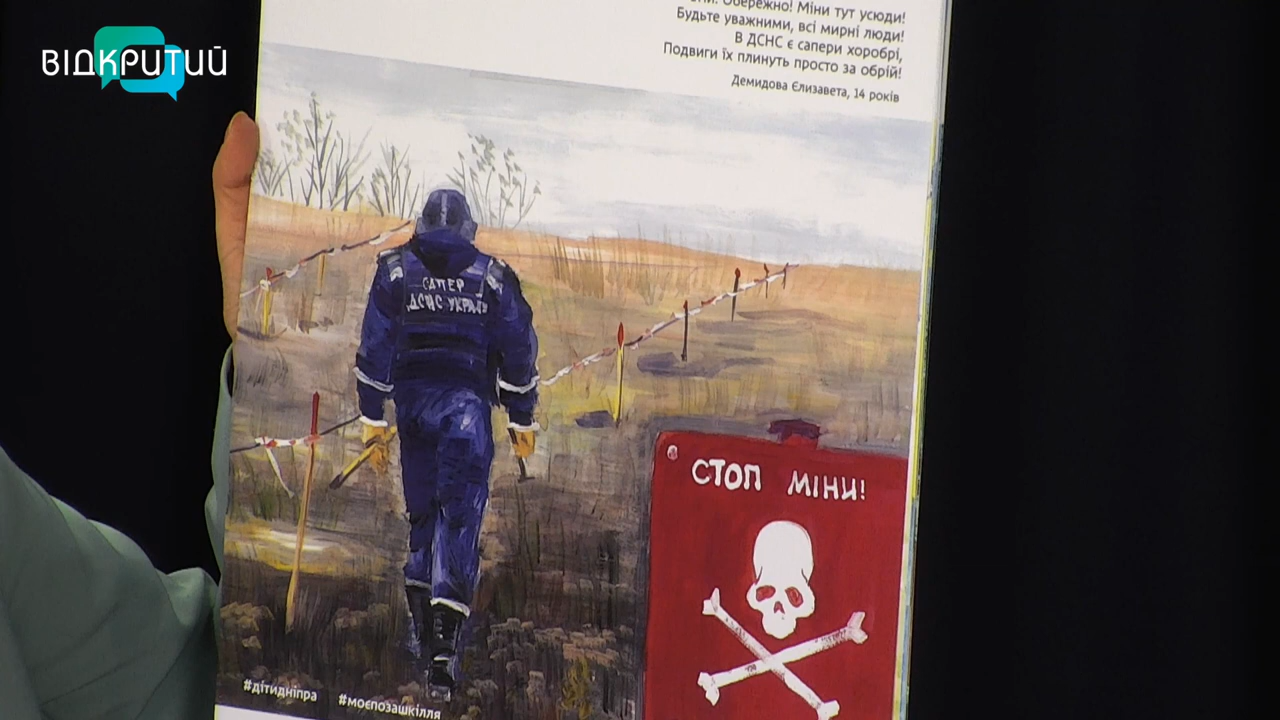 ВІДКРИТИЙ
Обережно! Міни тут усюди!
Будьте уважними, всі мирні люди!
В ДСНС є сапери хоробрі,
Подвиги їх плинуть просто за обрій!
Демидова Єлизавета, 14 років
САПЕР
ДСНС УКРАЇ
СТОП МІНИ!
#дітидніпра #моєпозашкілля